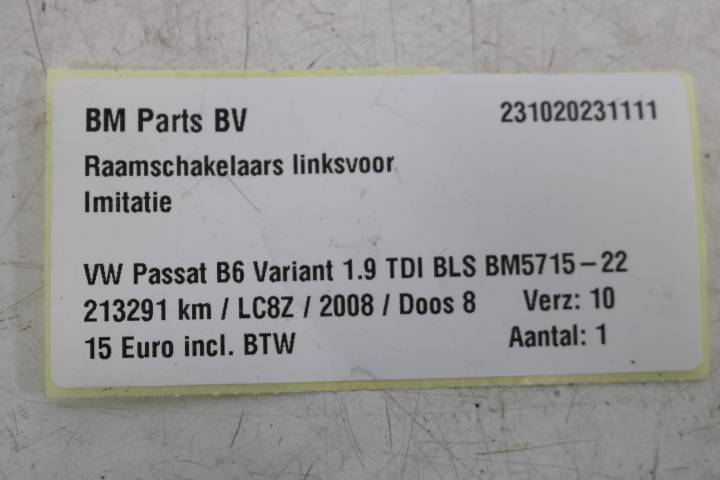 BM Parts BV 231020231111
Raamschakelaars linksvoor
Imitatie
VW Passat B6 Variant 1.9 TDI BLS BM5715-22
213291 km / LC8Z / 2008 / Doos 8 Verz: 10
15 Euro incl. BTW Aantal: 1